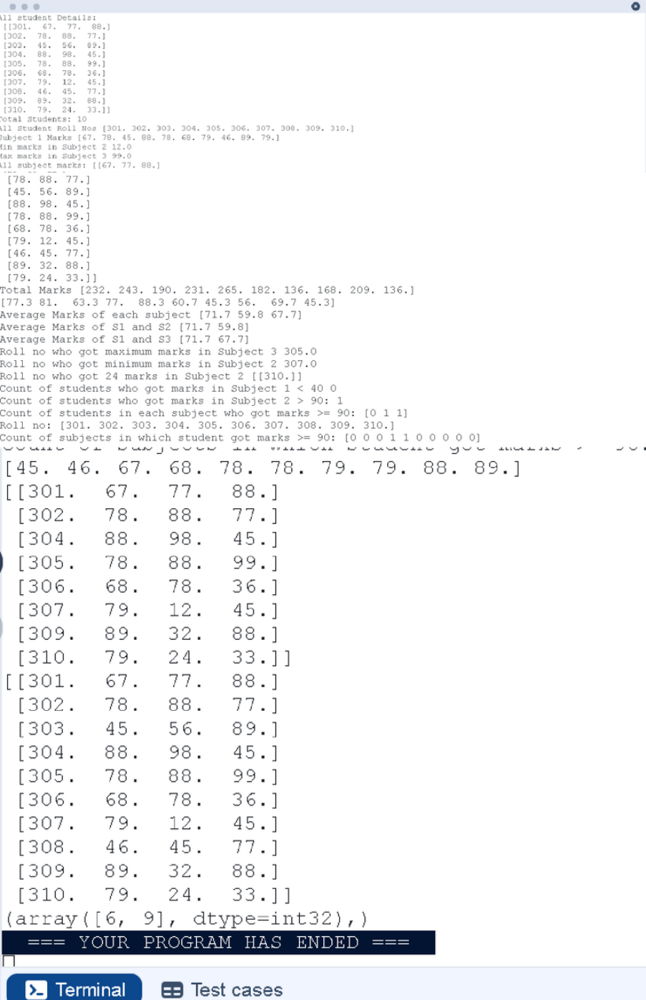 All student Details:
[[301. 67. 77. 88.]
[302. 78. 88. 77.]
[303. 45. 56. 89.]
[304. 88. 98. 45.]
[305. 78. 88. 99.]
[306. 68. 78. 36.]
[307. 79. 12. 45.]
[308. 46. 45. 77.]
[309. 89. 32. 88.]
[310. 79. 24. 33.]]
Total Students: 10
All Student Roll Nos [301. 302. 303. 304. 305. 306. 307. 308. 309. 310.]
Subject 1 Marks [67. 78. 45. 88. 78. 68. 79. 46. 89. 79.]
Min marks in Subject 2 12.0
Max marks in Subject 3 99.0
All subject marks: [[67. 77. 88.]
[78. 88. 77.]
[45. 56. 89.]
[88. 98. 45.]
[78. 88. 99.]
[68. 78. 36.]
[79. 12. 45.]
[46. 45. 77.]
[89. 32. 88.]
[79. 24. 33.]]
Total Marks [232. 243. 190. 231. 265. 182. 136. 168. 209. 136.]
[77.3 81. 63.3 77. 88.3 60.7 45.3 56. 69.7 45.3]
Average Marks of each subject [71.7 59.8 67.7]
Average Marks of S1 and S2 [71.7 59.8]
Average Marks of S1 and S3 [71.7 67.7]
Roll no who got maximum marks in Subject 3 305.0
Roll no who got minimum marks in Subject 2 307.0
Roll no who got 24 marks in Subject 2 [[310.]]
Count of students who got marks in Subject 1 < 40 0
Count of students who got marks in Subject 2 > 90: 1
Count of students in each subject who got marks >= 90: [0 1 1]
Roll no: [301. 302. 303. 304. 305. 306. 307. 308. 309. 310.]
Count of subjects in which student got marks >= 90: [0 0 0 1 1 0 0 0 0 0]
[45. 46. 67. 68. 78. 78. 79. 79. 88. 89.]
[[301. 67. 77. 88.]
[302. 78. 88. 77.]
[304. 88. 98. 45.]
[305. 78. 88. 99.]
[306. 68. 78. 36.]
[307. 79. 12. 45.]
[309. 89. 32. 88.]
[310. 79. 24. 33.]]
[[301. 67. 77. 88.]
[302. 78. 88. 77.]
[303. 45. 56. 89.]
[304. 88. 98. 45.]
[305. 78. 88. 99.]
[306. 68. 78. 36.]
[307. 79. 12. 45.]
[308. 46. 45. 77.]
[309. 89. 32. 88.]
[310. 79. 24. 33.]]
(array([6, 9], dtype=int32),)
=== YOUR PROGRAM HAS ENDED ===
Terminal Test cases